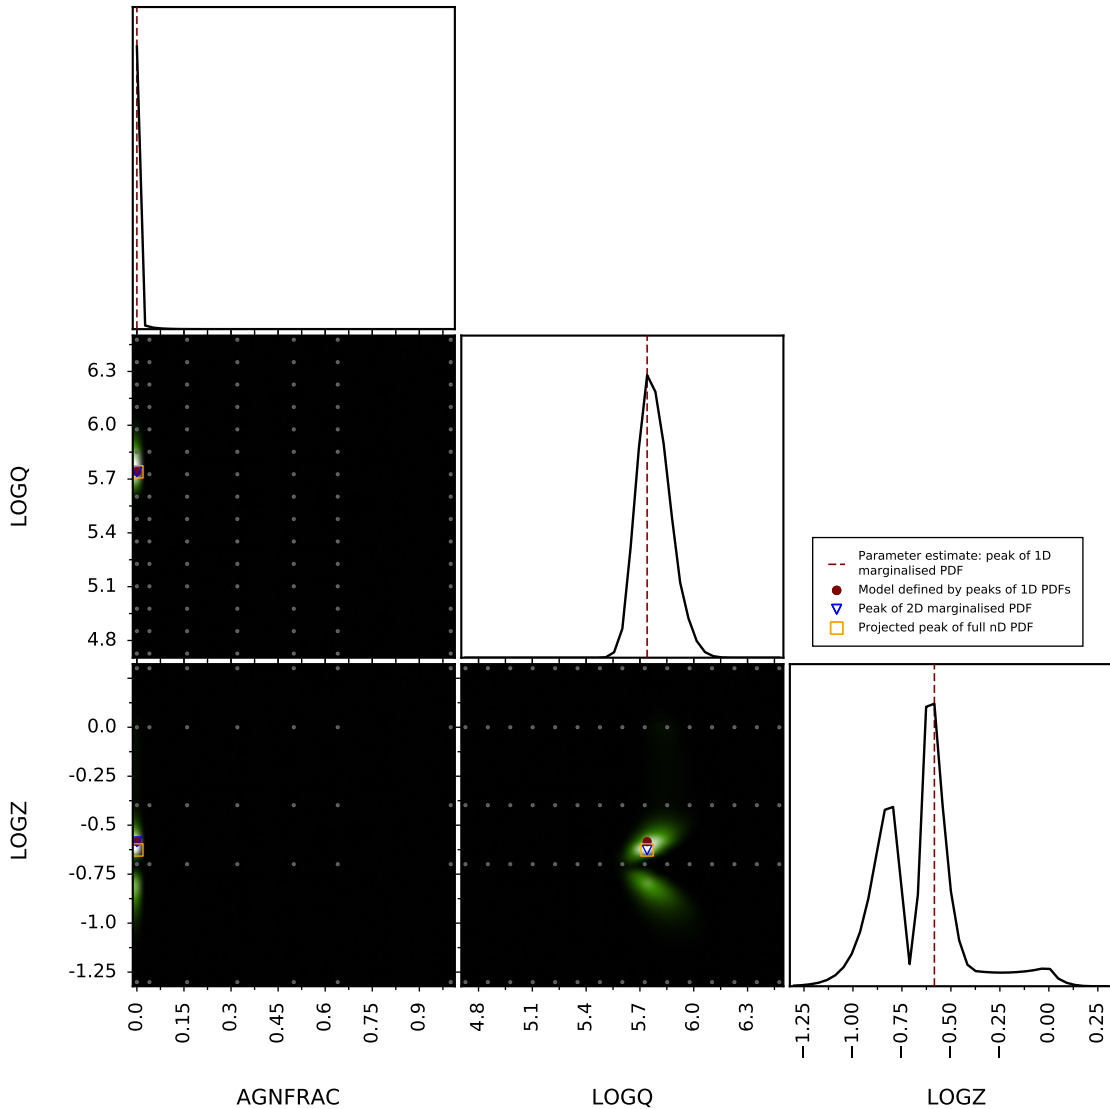 LOGQ
6.3
6.0
5.7
5.4
5.1
4.8
Parameter estimate: peak of 1D
marginalised PDF
Model defined by peaks of 1D PDFs
Peak of 2D marginalised PDF
Projected peak of full nD PDF
LOGZ
0.0
-0.25
-0.5
-0.75
-1.0
-1.25
0.0 0.15 0.3 0.45 0.6 0.75 0.9
4.8 5.1 5.4 5.7 6.0 6.3
−1.25 −1.00 −0.75 −0.50 −0.25 0.00 0.25
AGNFRAC LOGQ LOGZ